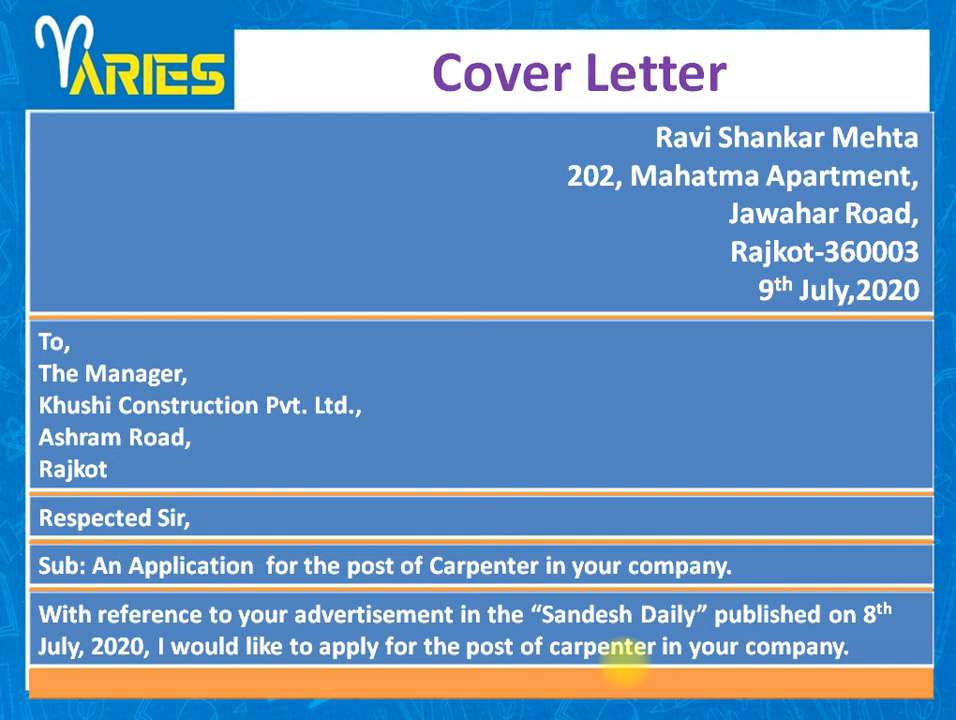 ARIES
Cover Letter
Ravi Shankar Mehta
202, Mahatma Apartment,
Jawahar Road,
Rajkot-360003
9th July,2020
To,
The Manager,
Khushi Construction Pvt. Ltd.,
Ashram Road,
Rajkot
Respected Sir,
Sub: An Application  for the post of Carpenter in your company.
With reference to your advertisement in the “Sandesh Daily” published on 8th
July, 2020, I would like to apply for the post of carpenter in your company.